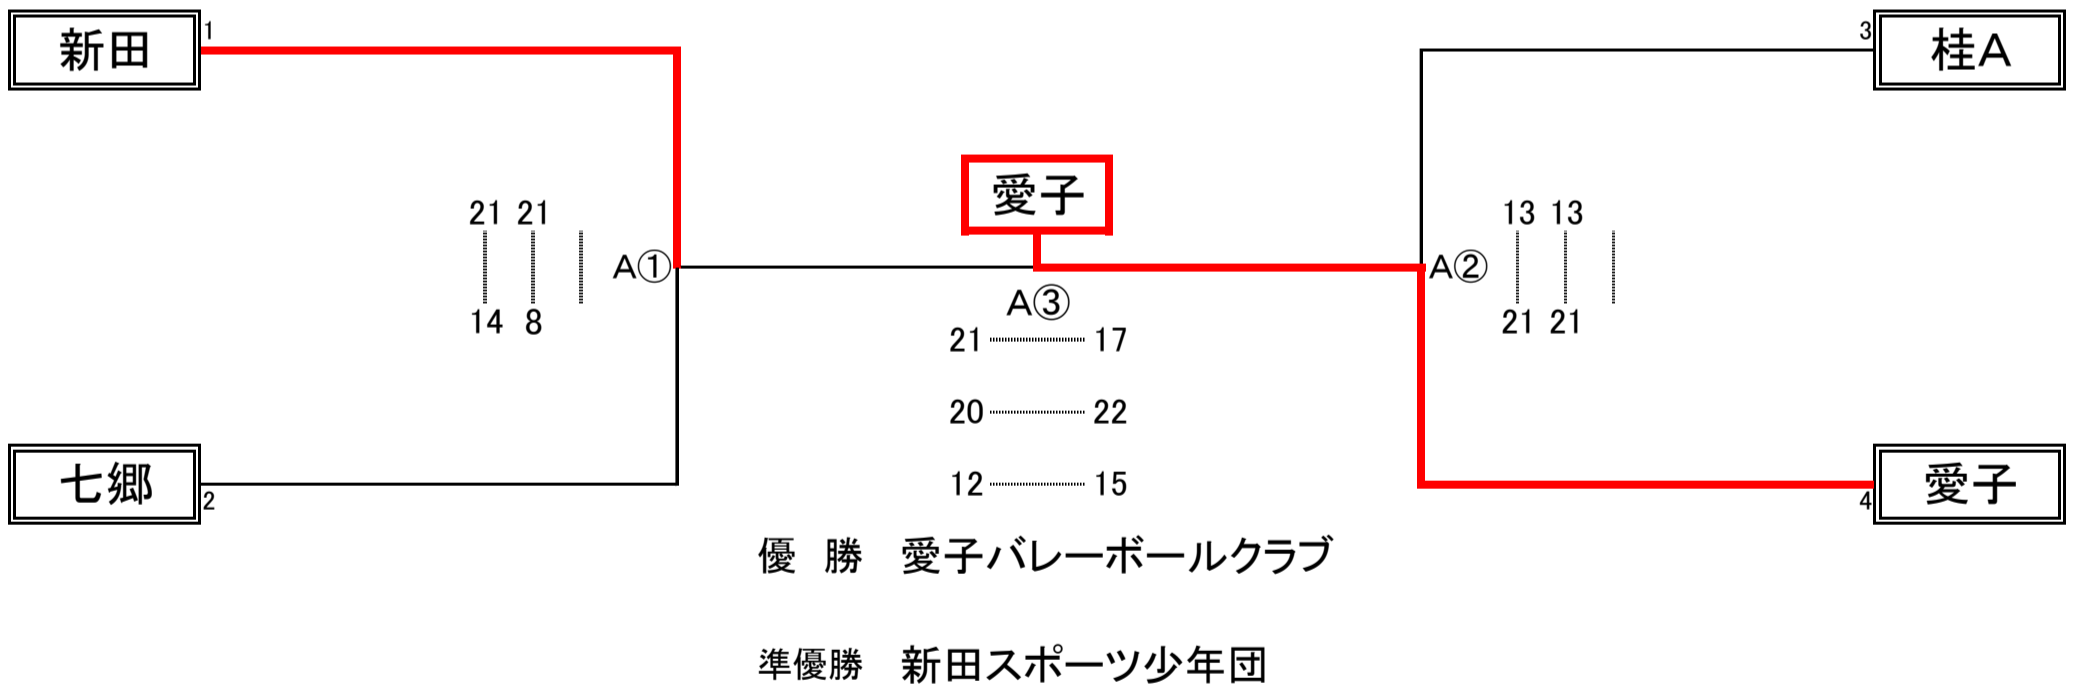 新田 1
3 桂A
愛子
21 21
13 13
A① A②
14 8
21 21
A③
21 17
20 22
12 15
七郷 2
4 愛子
優 勝 愛子バレーボールクラブ
準優勝 新田スポーツ少年団